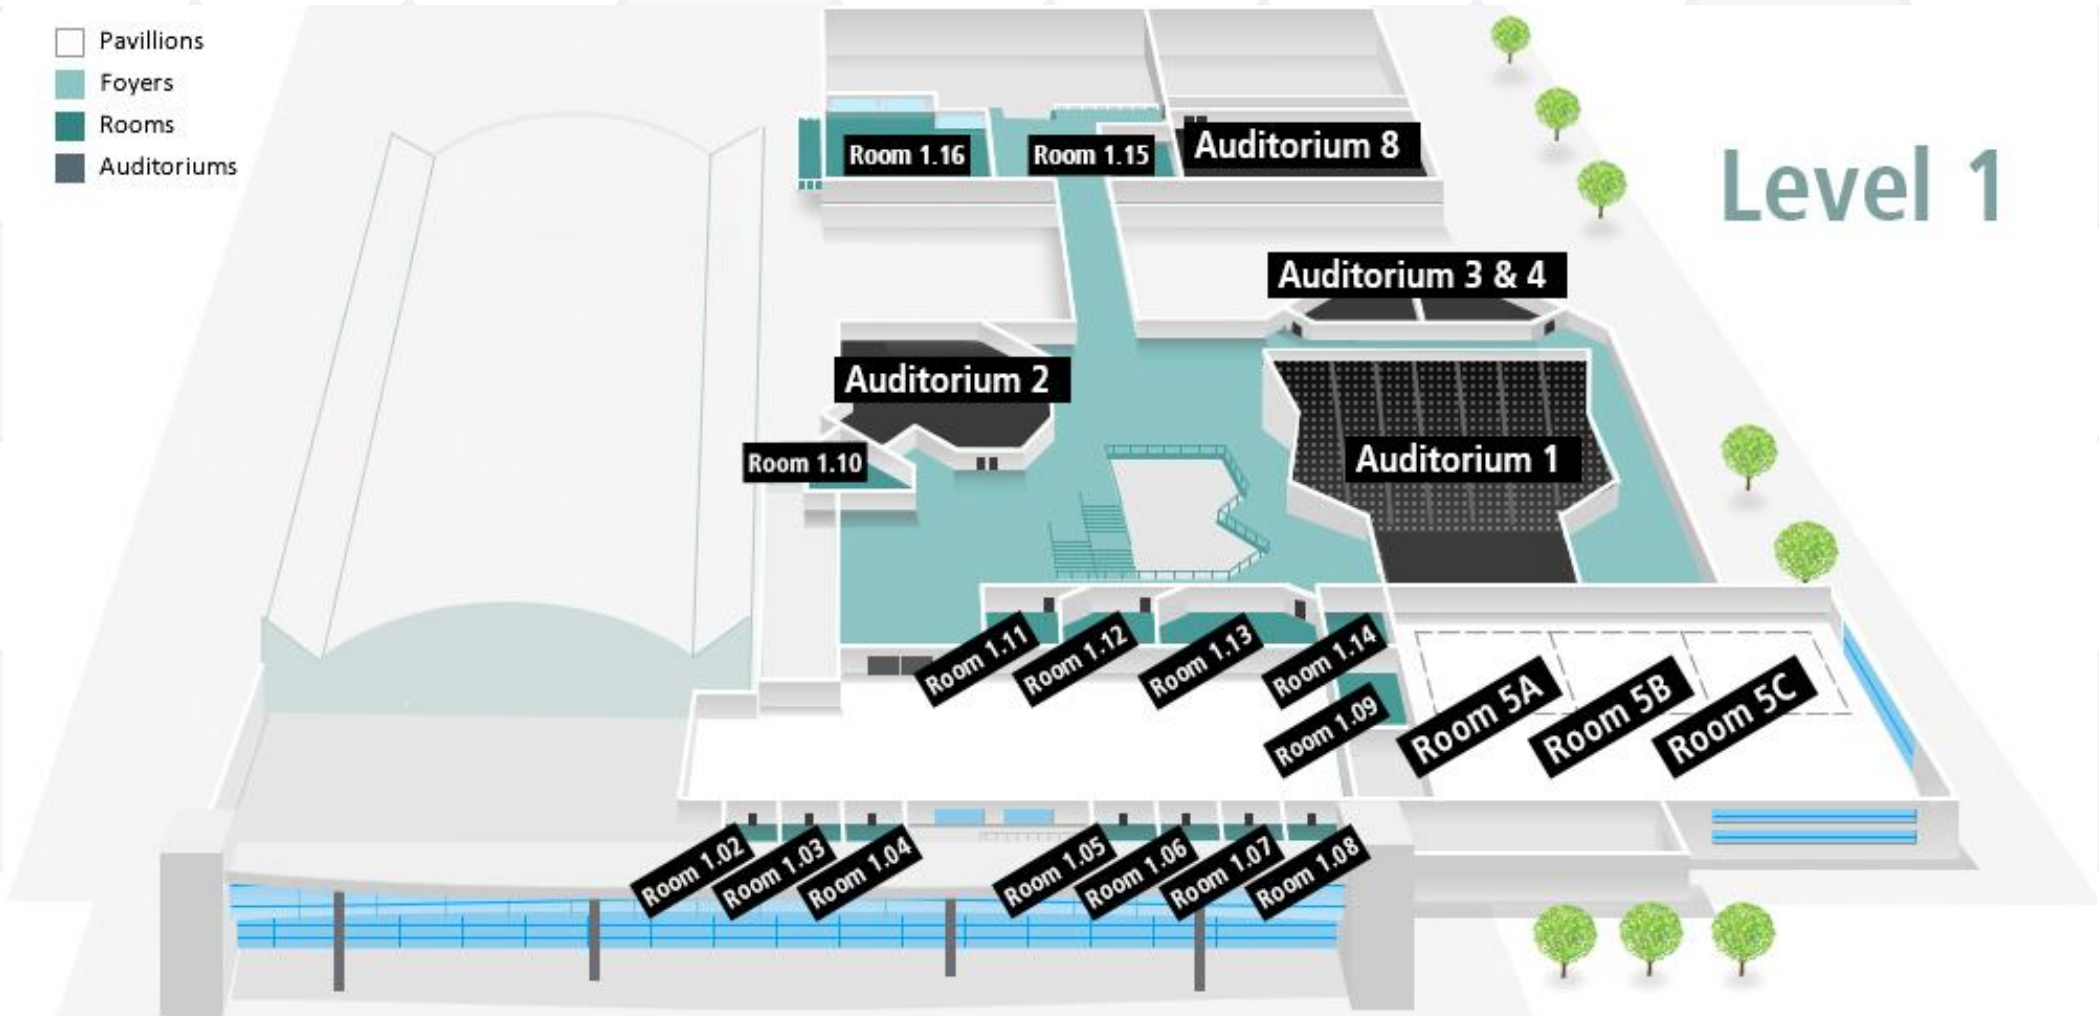 Pavillions
Foyers
Rooms
Auditoriums
Level 1
Room 1.16
Room 1.15
Auditorium 8
Auditorium 3 & 4
Auditorium 2
Auditorium 1
Room 1.10
Room 1.11
Room 1.12
Room 1.13
Room 1.14
Room 1.09
Room 5A
Room 5B
Room 5C
Room 1.02
Room 1.03
Room 1.04
Room 1.05
Room 1.06
Room 1.07
Room 1.08